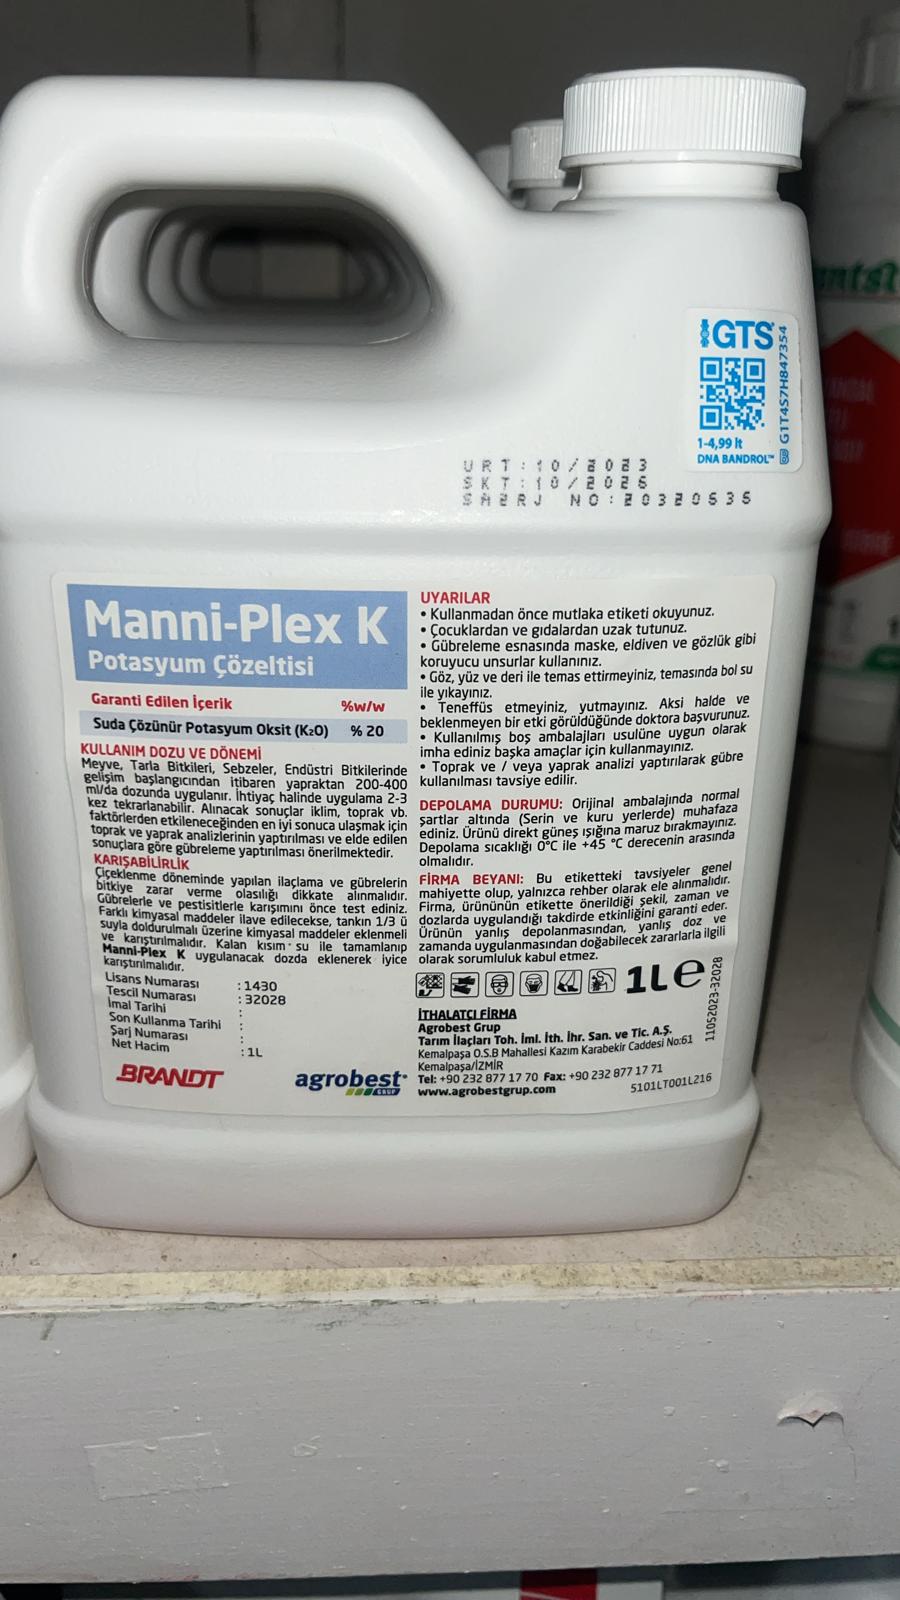 GTS
1-4,99 lt
DNA BANDROL™
G1T4S7H847354
URT:10/2023
SKT:10/2026
SARJ NO:20320535
Manni-Plex K
Potasyum Çözeltisi
Garanti Edilen İçerik %w/w
Suda Çözünür Potasyum Oksit (K₂O) % 20
KULLANIM DOZU VE DÖNEMİ
Meyve, Tarla Bitkileri, Sebzeler, Endüstri Bitkilerinde
gelişim başlangıcından itibaren yapraktan 200-400
ml/da dozunda uygulanır. İhtiyaç halinde uygulama 2-3
kez tekrarlanabilir. Alınacak sonuçlar iklim, toprak vb.
faktörlerden etkileneceğinden en iyi sonuca ulaşmak için
toprak ve yaprak analizlerinin yaptırılması ve elde edilen
sonuçlara göre gübreleme yaptırılması önerilmektedir.
KARIŞABİLİRLİK
Çiçeklenme döneminde yapılan ilaçlama ve gübrelerin
bitkiye zarar verme olasılığı dikkate alınmalıdır.
Gübrelerle ve pestisitlerle karışımını önce test ediniz.
Farklı kimyasal maddeler ilave edilecekse, tankın 1/3 ü
suyla doldurulmalı üzerine kimyasal maddeler eklenmeli
ve karıştırılmalıdır. Kalan kısım su ile tamamlanıp
Manni-Plex K uygulanacak dozda eklenerek iyice
karıştırılmalıdır.
Lisans Numarası : 1430
Tescil Numarası : 32028
İmal Tarihi :
Son Kullanma Tarihi :
Şarj Numarası :
Net Hacim : 1L
BRANDT
agrobest
GRUP
UYARILAR
• Kullanmadan önce mutlaka etiketi okuyunuz.
• Çocuklardan ve gıdalardan uzak tutunuz.
• Gübreleme esnasında maske, eldiven ve gözlük gibi
koruyucu unsurlar kullanınız.
• Göz, yüz ve deri ile temas ettirmeyiniz, temasında bol su
ile yıkayınız.
• Teneffüs etmeyiniz, yutmayınız. Aksi halde ve
beklenmeyen bir etki görüldüğünde doktora başvurunuz.
• Kullanılmış boş ambalajları usulüne uygun olarak
imha ediniz başka amaçlar için kullanmayınız.
• Toprak ve / veya yaprak analizi yaptırılarak gübre
kullanılması tavsiye edilir.
DEPOLAMA DURUMU: Orijinal ambalajında normal
şartlar altında (Serin ve kuru yerlerde) muhafaza
ediniz. Ürünü direkt güneş ışığına maruz bırakmayınız.
Depolama sıcaklığı 0°C ile +45 °C derecenin arasında
olmalıdır.
FİRMA BEYANI: Bu etiketteki tavsiyeler genel
mahiyette olup, yalnızca rehber olarak ele alınmalıdır.
Firma, ürününün etikette önerildiği şekil, zaman ve
dozlarda uygulandığı takdirde etkinliğini garanti eder.
Ürünün yanlış depolanmasından, yanlış doz ve
zamanda uygulanmasından doğabilecek zararlarla ilgili
olarak sorumluluk kabul etmez.
1L e
11052023-32028
İTHALATÇI FİRMA
Agrobest Grup
Tarım İlaçları Toh. İml. İth. İhr. San. ve Tic. A.Ş.
Kemalpaşa O.S.B Mahallesi Kazım Karabekir Caddesi No:61
Kemalpaşa/İZMİR
Tel: +90 232 877 17 70 Fax: +90 232 877 17 71
www.agrobestgrup.com 5101LT001L216